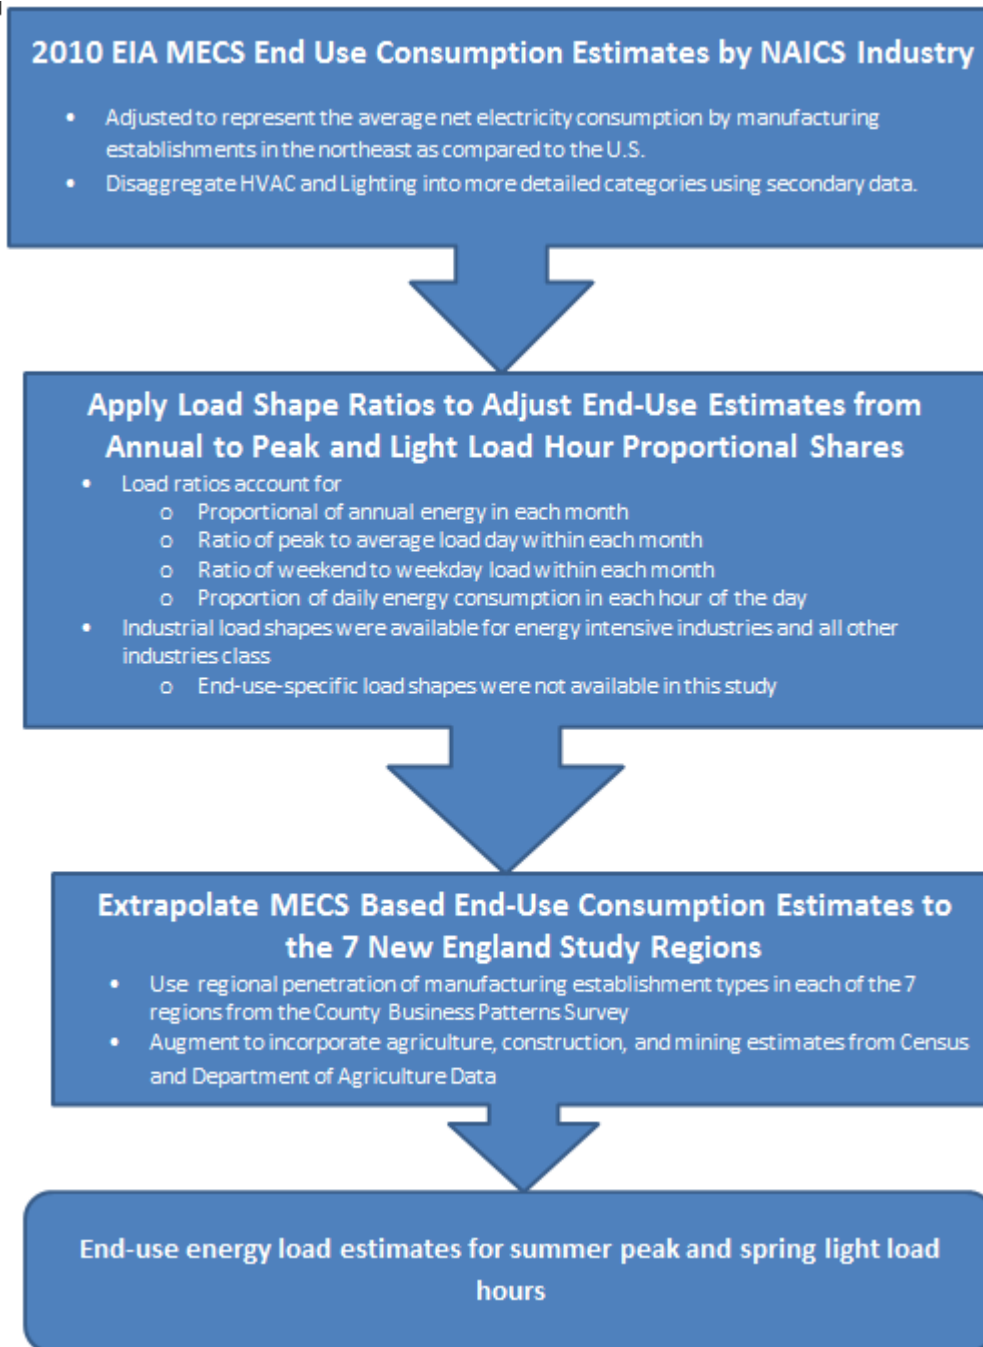 2010 EIA MECS End Use Consumption Estimates by NAICS Industry
• Adjusted to represent the average net electricity consumption by manufacturing
establishments in the northeast as compared to the U.S.
• Disaggregate HVAC and Lighting into more detailed categories using secondary data.
Apply Load Shape Ratios to Adjust End-Use Estimates from
Annual to Peak and Light Load Hour Proportional Shares
• Load ratios account for
o Proportional of annual energy in each month
o Ratio of peak to average load day within each month
o Ratio of weekend to weekday load within each month
o Proportion of daily energy consumption in each hour of the day
• Industrial load shapes were available for energy intensive industries and all other
industries class
o End-use-specific load shapes were not available in this study
Extrapolate MECS Based End-Use Consumption Estimates to
the 7 New England Study Regions
• Use regional penetration of manufacturing establishment types in each of the 7
regions from the County Business Patterns Survey
• Augment to incorporate agriculture, construction, and mining estimates from Census
and Department of Agriculture Data
End-use energy load estimates for summer peak and spring light load
hours